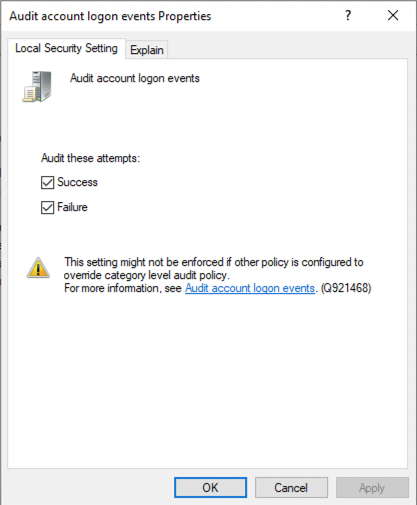 Audit account logon events Properties
?
Local Security Setting
Explain
Audit account logon events
Audit these attempts:
Success
Failure
This setting might not be enforced if other policy is configured to
override category level audit policy.
For more information, see Audit account logon events. (Q921468)
OK
Cancel
Apply